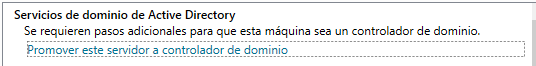 Servicios de dominio de Active Directory
Se requieren pasos adicionales para que esta máquina sea un controlador de dominio.
Promover este servidor a controlador de dominio